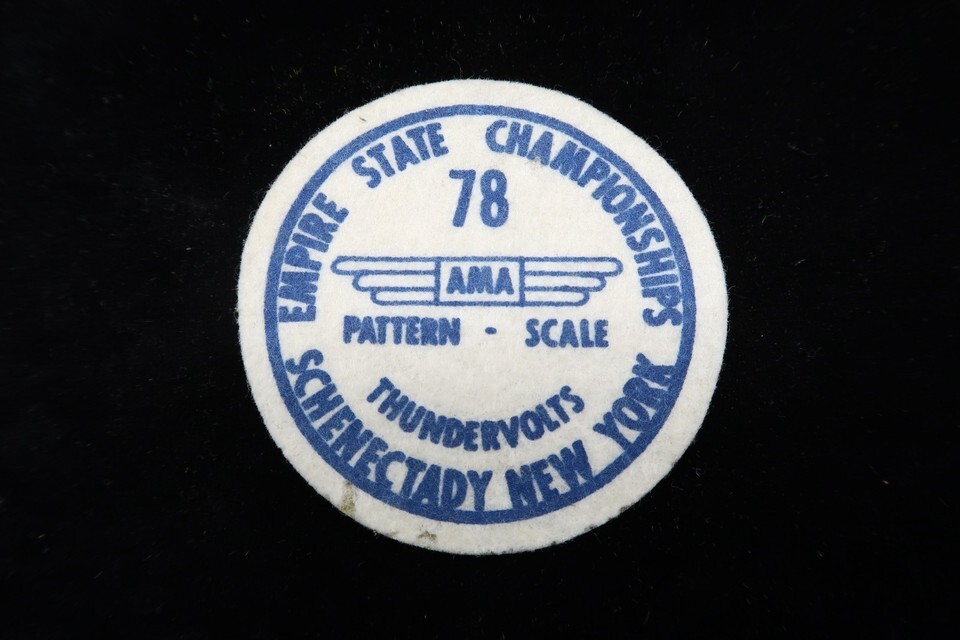 EMPIRE STATE CHAMPIONSHIPS
78
AMA
PATTERN - SCALE
THUNDERVOLTS
SCHENECTADY NEW YORK